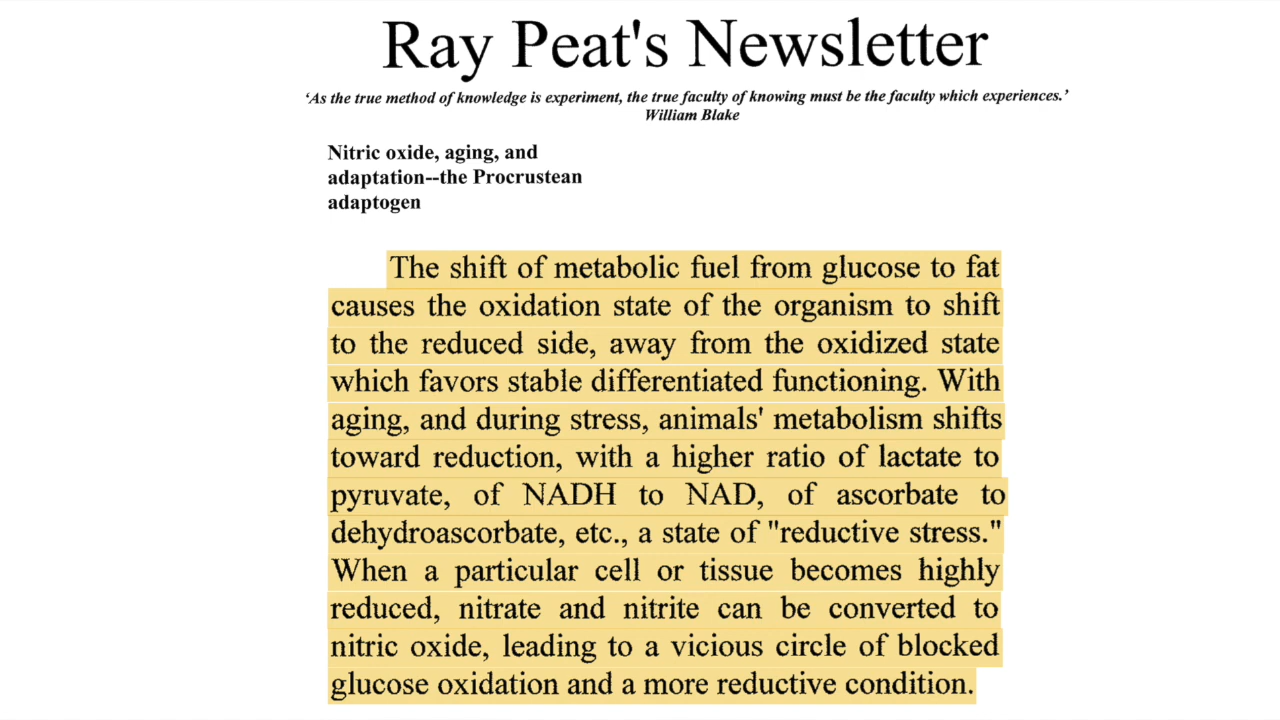 Ray Peat's Newsletter
‘As the true method of knowledge is experiment, the true faculty of knowing must be the faculty which experiences.’
William Blake
Nitric oxide, aging, and
adaptation--the Procrustean
adaptogen
The shift of metabolic fuel from glucose to fat
causes the oxidation state of the organism to shift
to the reduced side, away from the oxidized state
which favors stable differentiated functioning. With
aging, and during stress, animals' metabolism shifts
toward reduction, with a higher ratio of lactate to
pyruvate, of NADH to NAD, of ascorbate to
dehydroascorbate, etc., a state of "reductive stress."
When a particular cell or tissue becomes highly
reduced, nitrate and nitrite can be converted to
nitric oxide, leading to a vicious circle of blocked
glucose oxidation and a more reductive condition.